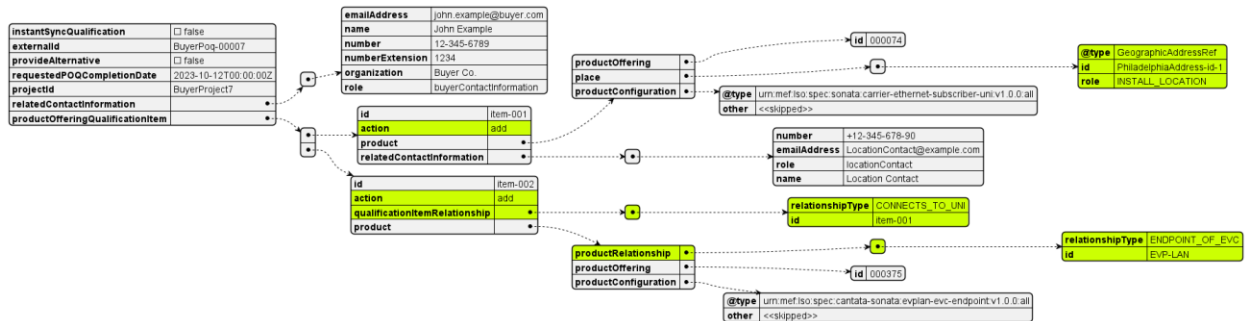 instantSyncQualification ☐ false
externalId BuyerPoq-00007
provideAlternative ☐ false
requestedPOQCompletionDate 2023-10-12T00:00:00Z
projectId BuyerProject7
relatedContactInformation
productOfferingQualificationItem
emailAddress john.example@buyer.com
name John Example
number 12-345-6789
numberExtension 1234
organization Buyer Co.
role buyerContactInformation
id item-001
action add
product
relatedContactInformation
productOffering
place
productConfiguration
id 000074
@type GeographicAddressRef
id PhiladelphiaAddress-id-1
role INSTALL_LOCATION
@type urn:mef:lso:spec:sonata:carrier-ethernet-subscriber-uni:v1.0.0:all
other <<skipped>>
number +12-345-678-90
emailAddress LocationContact@example.com
role locationContact
name Location Contact
id item-002
action add
qualificationItemRelationship
product
relationshipType CONNECTS_TO_UNI
id item-001
productRelationship
productOffering
productConfiguration
relationshipType ENDPOINT_OF_EVC
id EVP-LAN
id 000375
@type urn:mef:lso:spec:cantata-sonata:evplan-evc-endpoint:v1.0.0:all
other <<skipped>>